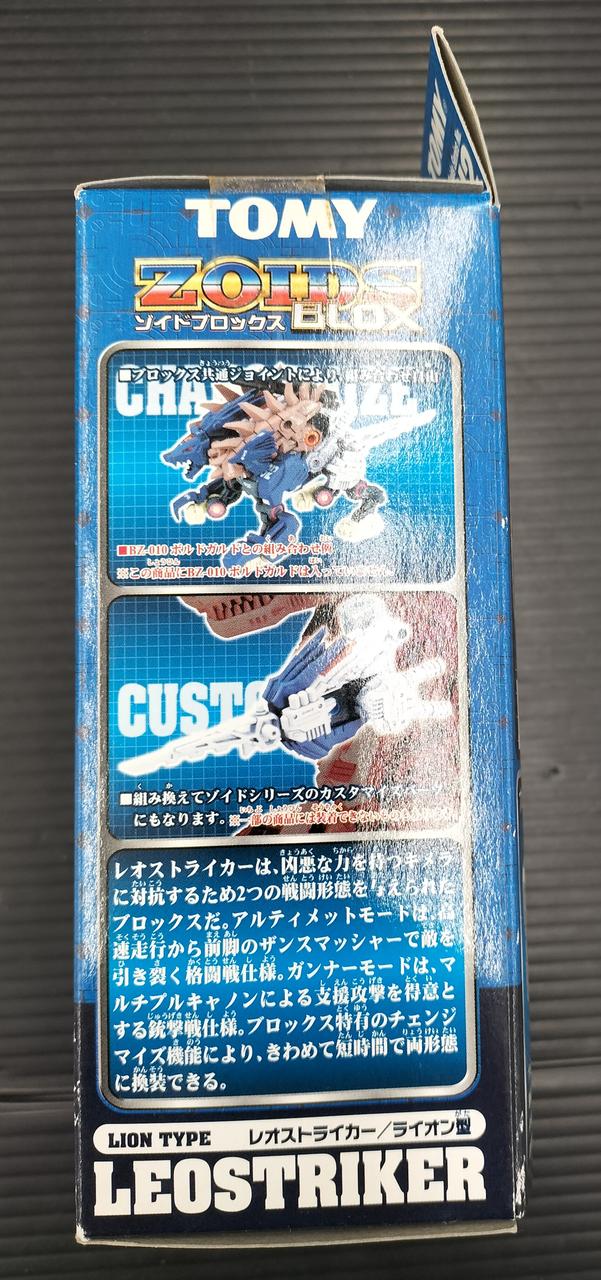 TOMY
TOMY
ZOIDS
ゾイドブロックス BLOX
■ブロックス共通ジョイントにより
■BZ-010 ボルドガルドとの組み合わせ例
※この商品にBZ-010 ボルドガルドは入っていません
CUSTO
■組み換えてゾイドシリーズのカスタマイズパーツ
にもなります。※一部の商品には装着できない
レオストライカーは、凶悪な力を持つキメラ
に対抗するため2つの戦闘形態を与えられた
ブロックスだ。アルティメットモードは、高
速走行から前脚のザンスマッシャーで敵を
引き裂く格闘戦仕様。ガンナーモードは、マ
ルチプルキャノンによる支援攻撃を得意と
する銃撃戦仕様。ブロックス特有のチェンジ
マイズ機能により、きわめて短時間で両形態
に換装できる。
LION TYPE レオストライカー/ライオン型
LEOSTRIKER